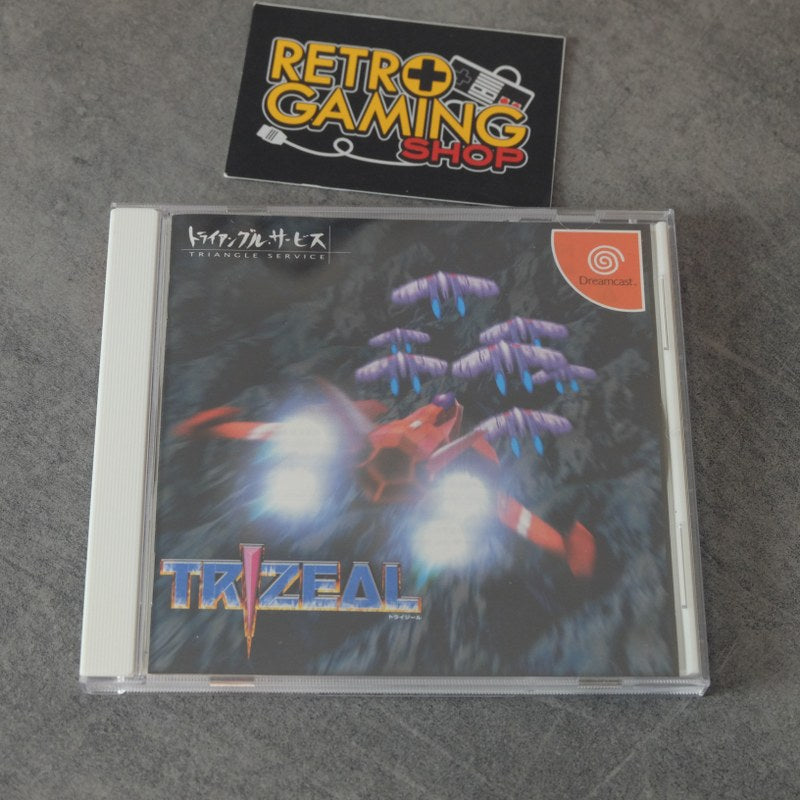 RETRO
GAMING
SHOP
トライアングル・サービス
TRIANGLE SERVICE
Dreamcast
TRIZEAL
トライジール